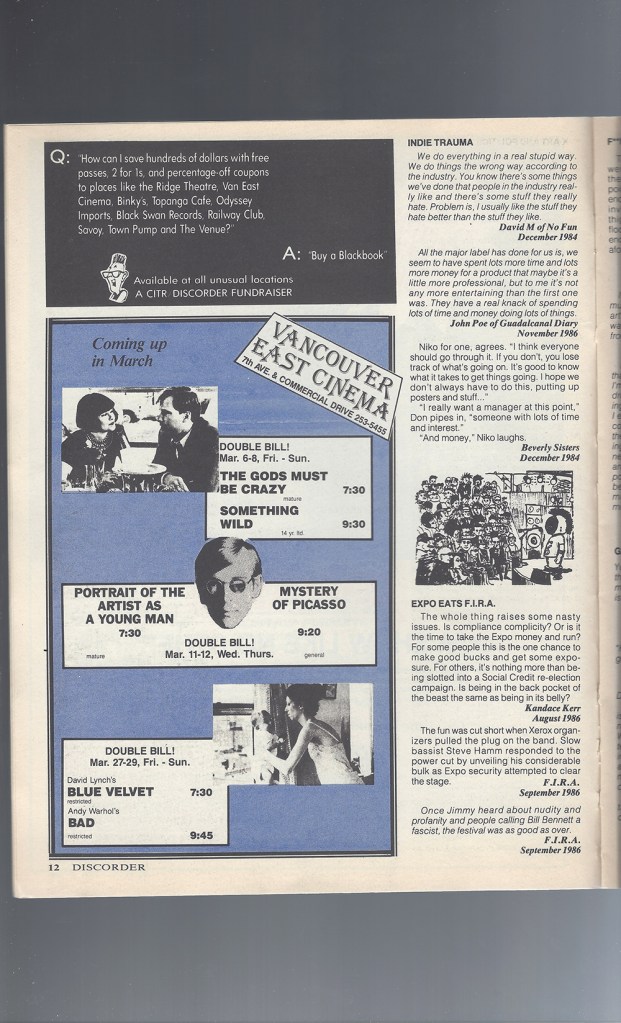 Q: "How can I save hundreds of dollars with free
passes, 2 for 1s, and percentage-off coupons
to places like the Ridge Theatre, Van East
Cinema, Binky's, Topanga Cafe, Odyssey
Imports, Black Swan Records, Railway Club,
Savoy, Town Pump and The Venue?"
A: "Buy a Blackbook"
Available at all unusual locations
A CITR DISCORDER FUNDRAISER
Coming up
in March
VANCOUVER
EAST CINEMA
7th AVE. & COMMERCIAL DRIVE 253-5455
DOUBLE BILL!
Mar. 6-8, Fri. - Sun.
THE GODS MUST
BE CRAZY 7:30
mature
SOMETHING
WILD 9:30
14 yr. ltd.
PORTRAIT OF THE
ARTIST AS
A YOUNG MAN
7:30
mature
MYSTERY
OF PICASSO
9:20
general
DOUBLE BILL!
Mar. 11-12, Wed. Thurs.
DOUBLE BILL!
Mar. 27-29, Fri. - Sun.
David Lynch's
BLUE VELVET 7:30
restricted
Andy Warhol's
BAD
restricted 9:45
12 DISCORDER
INDIE TRAUMA
We do everything in a real stupid way.
We do things the wrong way according to
the industry. You know there's some things
we've done that people in the industry real-
ly like and there's some stuff they really
hate. Problem is, I usually like the stuff they
hate better than the stuff they like.
David M of No Fun
December 1984
All the major label has done for us is, we
seem to have spent lots more time and lots
more money for a product that maybe it's a
little more professional, but to me it's not
any more entertaining than the first one
was. They have a real knack of spending
lots of time and money doing lots of things.
John Poe of Guadalcanal Diary
November 1986
Niko for one, agrees. "I think everyone
should go through it. If you don't, you lose
track of what's going on. It's good to know
what it takes to get things going. I hope we
don't always have to do this, putting up
posters and stuff..."
"I really want a manager at this point,"
Don pipes in, "someone with lots of time
and interest."
"And money," Niko laughs.
Beverly Sisters
December 1984
EXPO EATS F.I.R.A.
The whole thing raises some nasty
issues. Is compliance complicity? Or is it
the time to take the Expo money and run?
For some people this is the one chance to
make good bucks and get some expo-
sure. For others, it's nothing more than be-
ing slotted into a Social Credit re-election
campaign. Is being in the back pocket of
the beast the same as being in its belly?
Kandace Kerr
August 1986
The fun was cut short when Xerox organ-
izers pulled the plug on the band. Slow
bassist Steve Hamm responded to the
power cut by unveiling his considerable
bulk as Expo security attempted to clear
the stage.
F.I.R.A.
September 1986
Once Jimmy heard about nudity and
profanity and people calling Bill Bennett a
fascist, the festival was as good as over.
F.I.R.A.
September 1986